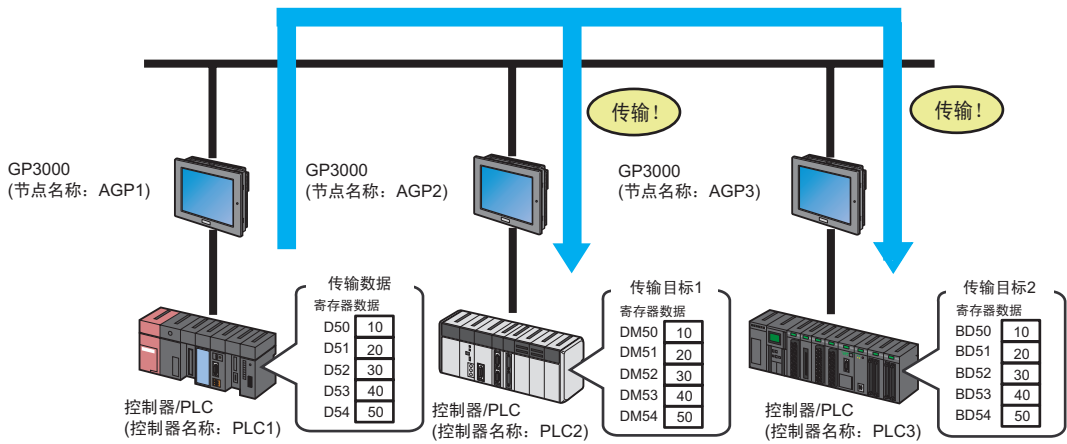 传输!
传输!
GP3000
(节点名称：AGP1)
GP3000
(节点名称：AGP2)
GP3000
(节点名称：AGP3)
传输数据
寄存器数据
D50 10
D51 20
D52 30
D53 40
D54 50
控制器/PLC
(控制器名称：PLC1)
传输目标1
寄存器数据
DM50 10
DM51 20
DM52 30
DM53 40
DM54 50
控制器/PLC
(控制器名称：PLC2)
传输目标2
寄存器数据
BD50 10
BD51 20
BD52 30
BD53 40
BD54 50
控制器/PLC
(控制器名称：PLC3)